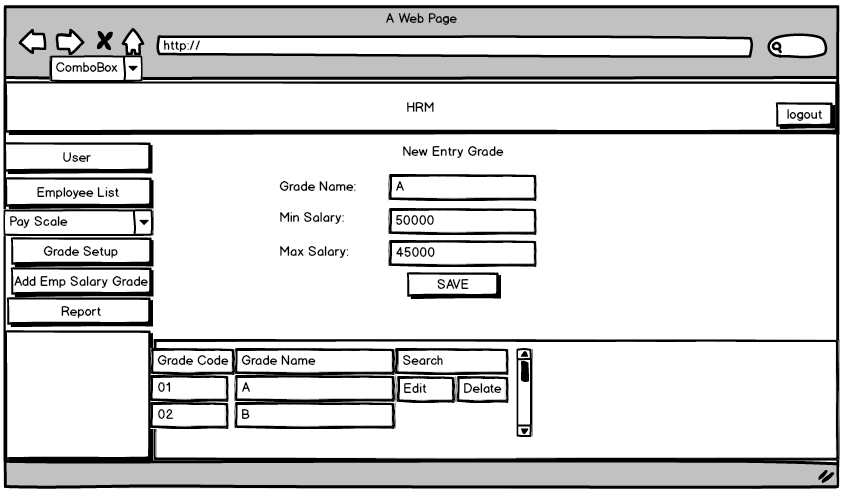 A Web Page
http://
ComboBox
HRM
logout
User
Employee List
Pay Scale
Grade Setup
Add Emp Salary Grade
Report
New Entry Grade
Grade Name: A
Min Salary: 50000
Max Salary: 45000
SAVE
Grade Code Grade Name Search
01 A Edit Delate
02 B